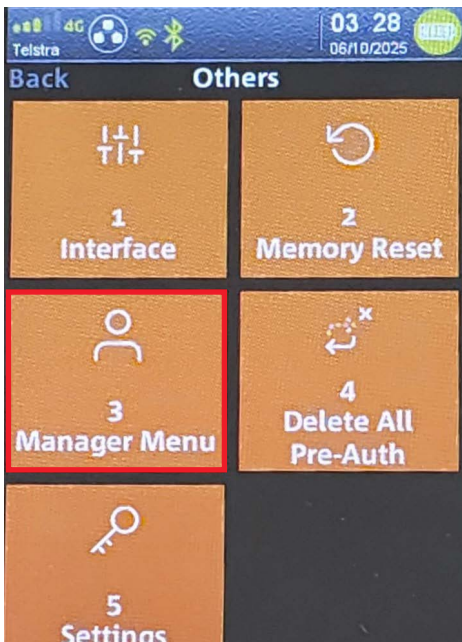 4G
Telstra
03 28
06/10/2025
Back
Others
1
Interface
2
Memory Reset
3
Manager Menu
4
Delete All
Pre-Auth
5
Settings